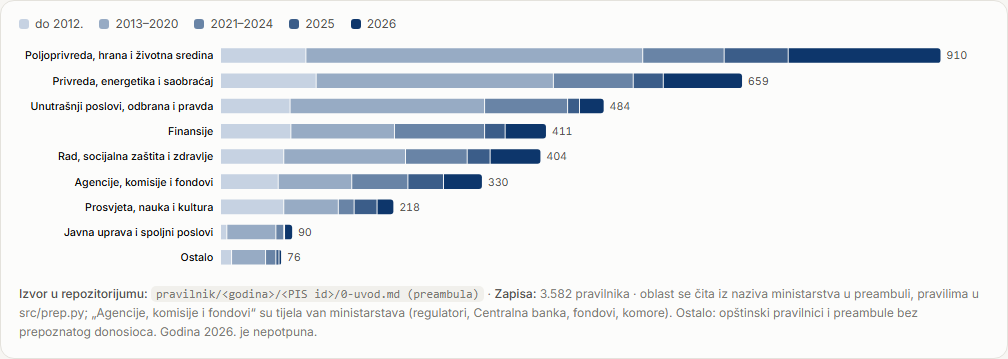 do 2012. 2013–2020 2021–2024 2025 2026
Poljoprivreda, hrana i životna sredina 910
Privreda, energetika i saobraćaj 659
Unutrašnji poslovi, odbrana i pravda 484
Finansije 411
Rad, socijalna zaštita i zdravlje 404
Agencije, komisije i fondovi 330
Prosvjeta, nauka i kultura 218
Javna uprava i spoljni poslovi 90
Ostalo 76
Izvor u repozitorijumu: pravilnik/<godina>/<PIS id>/0-uvod.md (preambula) · Zapisa: 3.582 pravilnika · oblast se čita iz naziva ministarstva u preambuli, pravilima u
src/prep.py; „Agencije, komisije i fondovi“ su tijela van ministarstava (regulatori, Centralna banka, fondovi, komore). Ostalo: opštinski pravilnici i preambule bez
prepoznatog donosioca. Godina 2026. je nepotpuna.